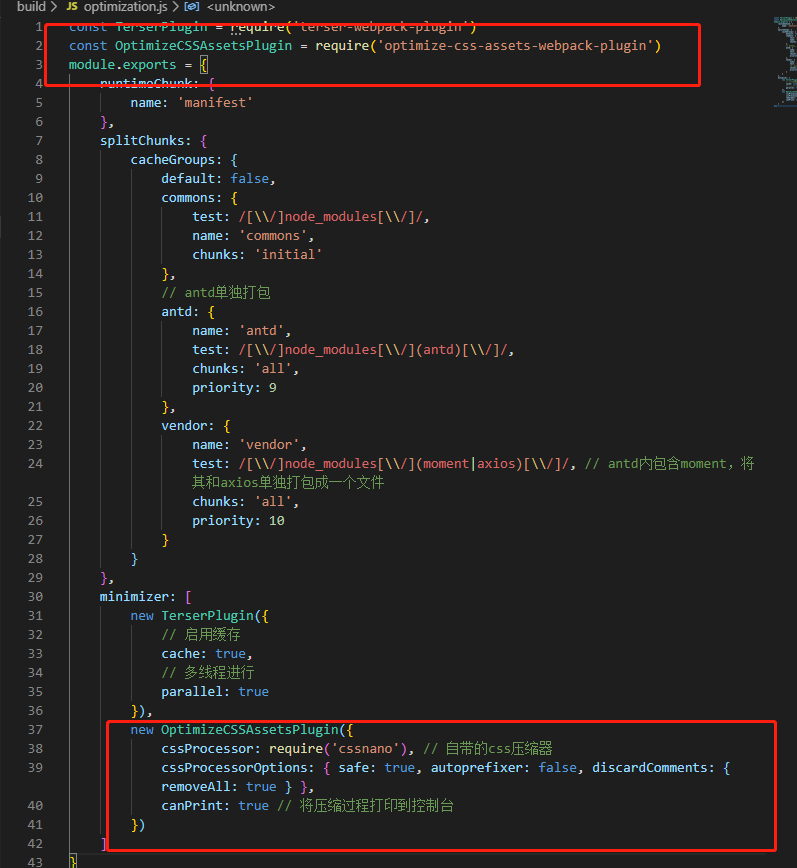 build > JS optimization.js > <unknown>
1 const TerserPlugin = require('terser-webpack-plugin')
2 const OptimizeCSSAssetsPlugin = require('optimize-css-assets-webpack-plugin')
3 module.exports = {
4 runtimeChunk: {
5 name: 'manifest'
6 },
7 splitChunks: {
8 cacheGroups: {
9 default: false,
10 commons: {
11 test: /[\\/]node_modules[\\/]/,
12 name: 'commons',
13 chunks: 'initial'
14 },
15 // antd单独打包
16 antd: {
17 name: 'antd',
18 test: /[\\/]node_modules[\\/](antd)[\\/]/,
19 chunks: 'all',
20 priority: 9
21 },
22 vendor: {
23 name: 'vendor',
24 test: /[\\/]node_modules[\\/](moment|axios)[\\/]/, // antd内包含moment，将
其和axios单独打包成一个文件
25 chunks: 'all',
26 priority: 10
27 }
28 }
29 },
30 minimizer: [
31 new TerserPlugin({
32 // 启用缓存
33 cache: true,
34 // 多线程进行
35 parallel: true
36 }),
37 new OptimizeCSSAssetsPlugin({
38 cssProcessor: require('cssnano'), // 自带的css压缩器
39 cssProcessorOptions: { safe: true, autoprefixer: false, discardComments: {
removeAll: true } },
40 canPrint: true // 将压缩过程打印到控制台
41 })
42 ]
43 }